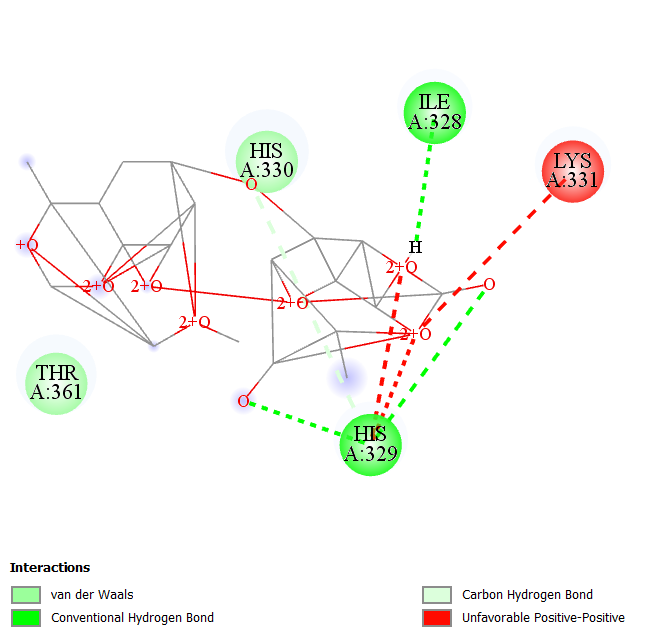 ILE
A:328
LYS
A:331
HIS
A:330
O
H
2+O
+O
2+O
2+O
O
2+O
2+O
2+O
THR
A:361
O
HIS
A:329
Interactions
van der Waals
Conventional Hydrogen Bond
Carbon Hydrogen Bond
Unfavorable Positive-Positive